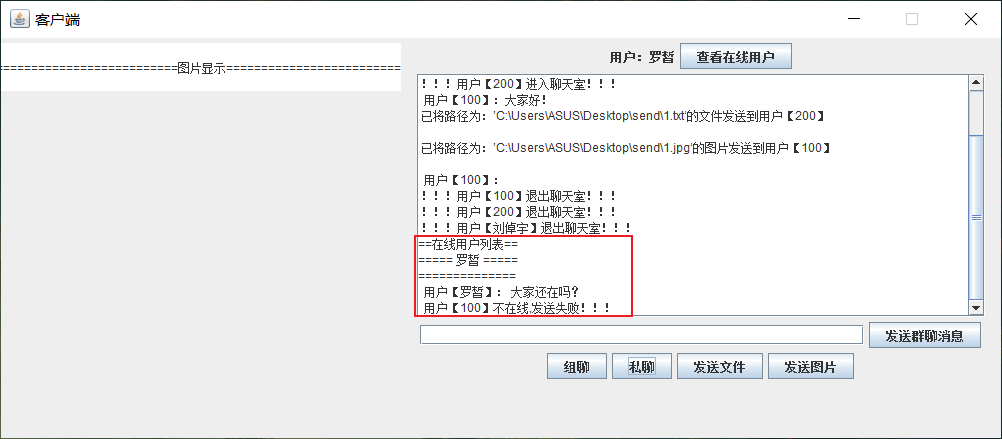 客户端
=========================图片显示=========================
用户：罗晳 查看在线用户
！！！用户【200】进入聊天室！！！
用户【100】：大家好！
已将路径为：'C:\Users\ASUS\Desktop\send\1.txt'的文件发送到用户【200】
已将路径为：'C:\Users\ASUS\Desktop\send\1.jpg'的图片发送到用户【100】
用户【100】：
！！！用户【100】退出聊天室！！！
！！！用户【200】退出聊天室！！！
！！！用户【刘倬宇】退出聊天室！！！
==在线用户列表==
===== 罗晳 =====
==============
用户【罗晳】： 大家还在吗？
用户【100】不在线,发送失败！！！
发送群聊消息
组聊 私聊 发送文件 发送图片